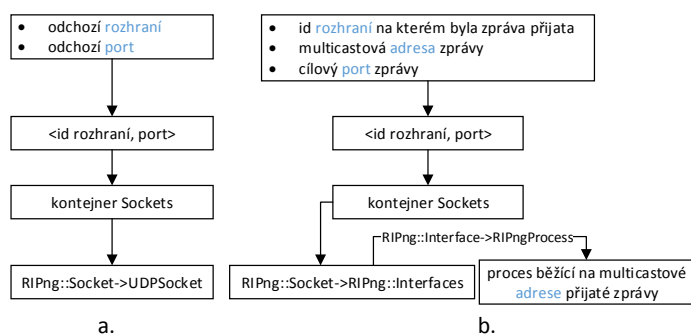 • odchozí rozhraní
• odchozí port
<id rozhraní, port>
kontejner Sockets
RIPng::Socket->UDPSocket
a.
• id rozhraní na kterém byla zpráva přijata
• multicastová adresa zprávy
• cílový port zprávy
<id rozhraní, port>
kontejner Sockets
RIPng::Interface->RIPngProcess
RIPng::Socket->RIPng::Interfaces
proces běžící na multicastové
adrese přijaté zprávy
b.